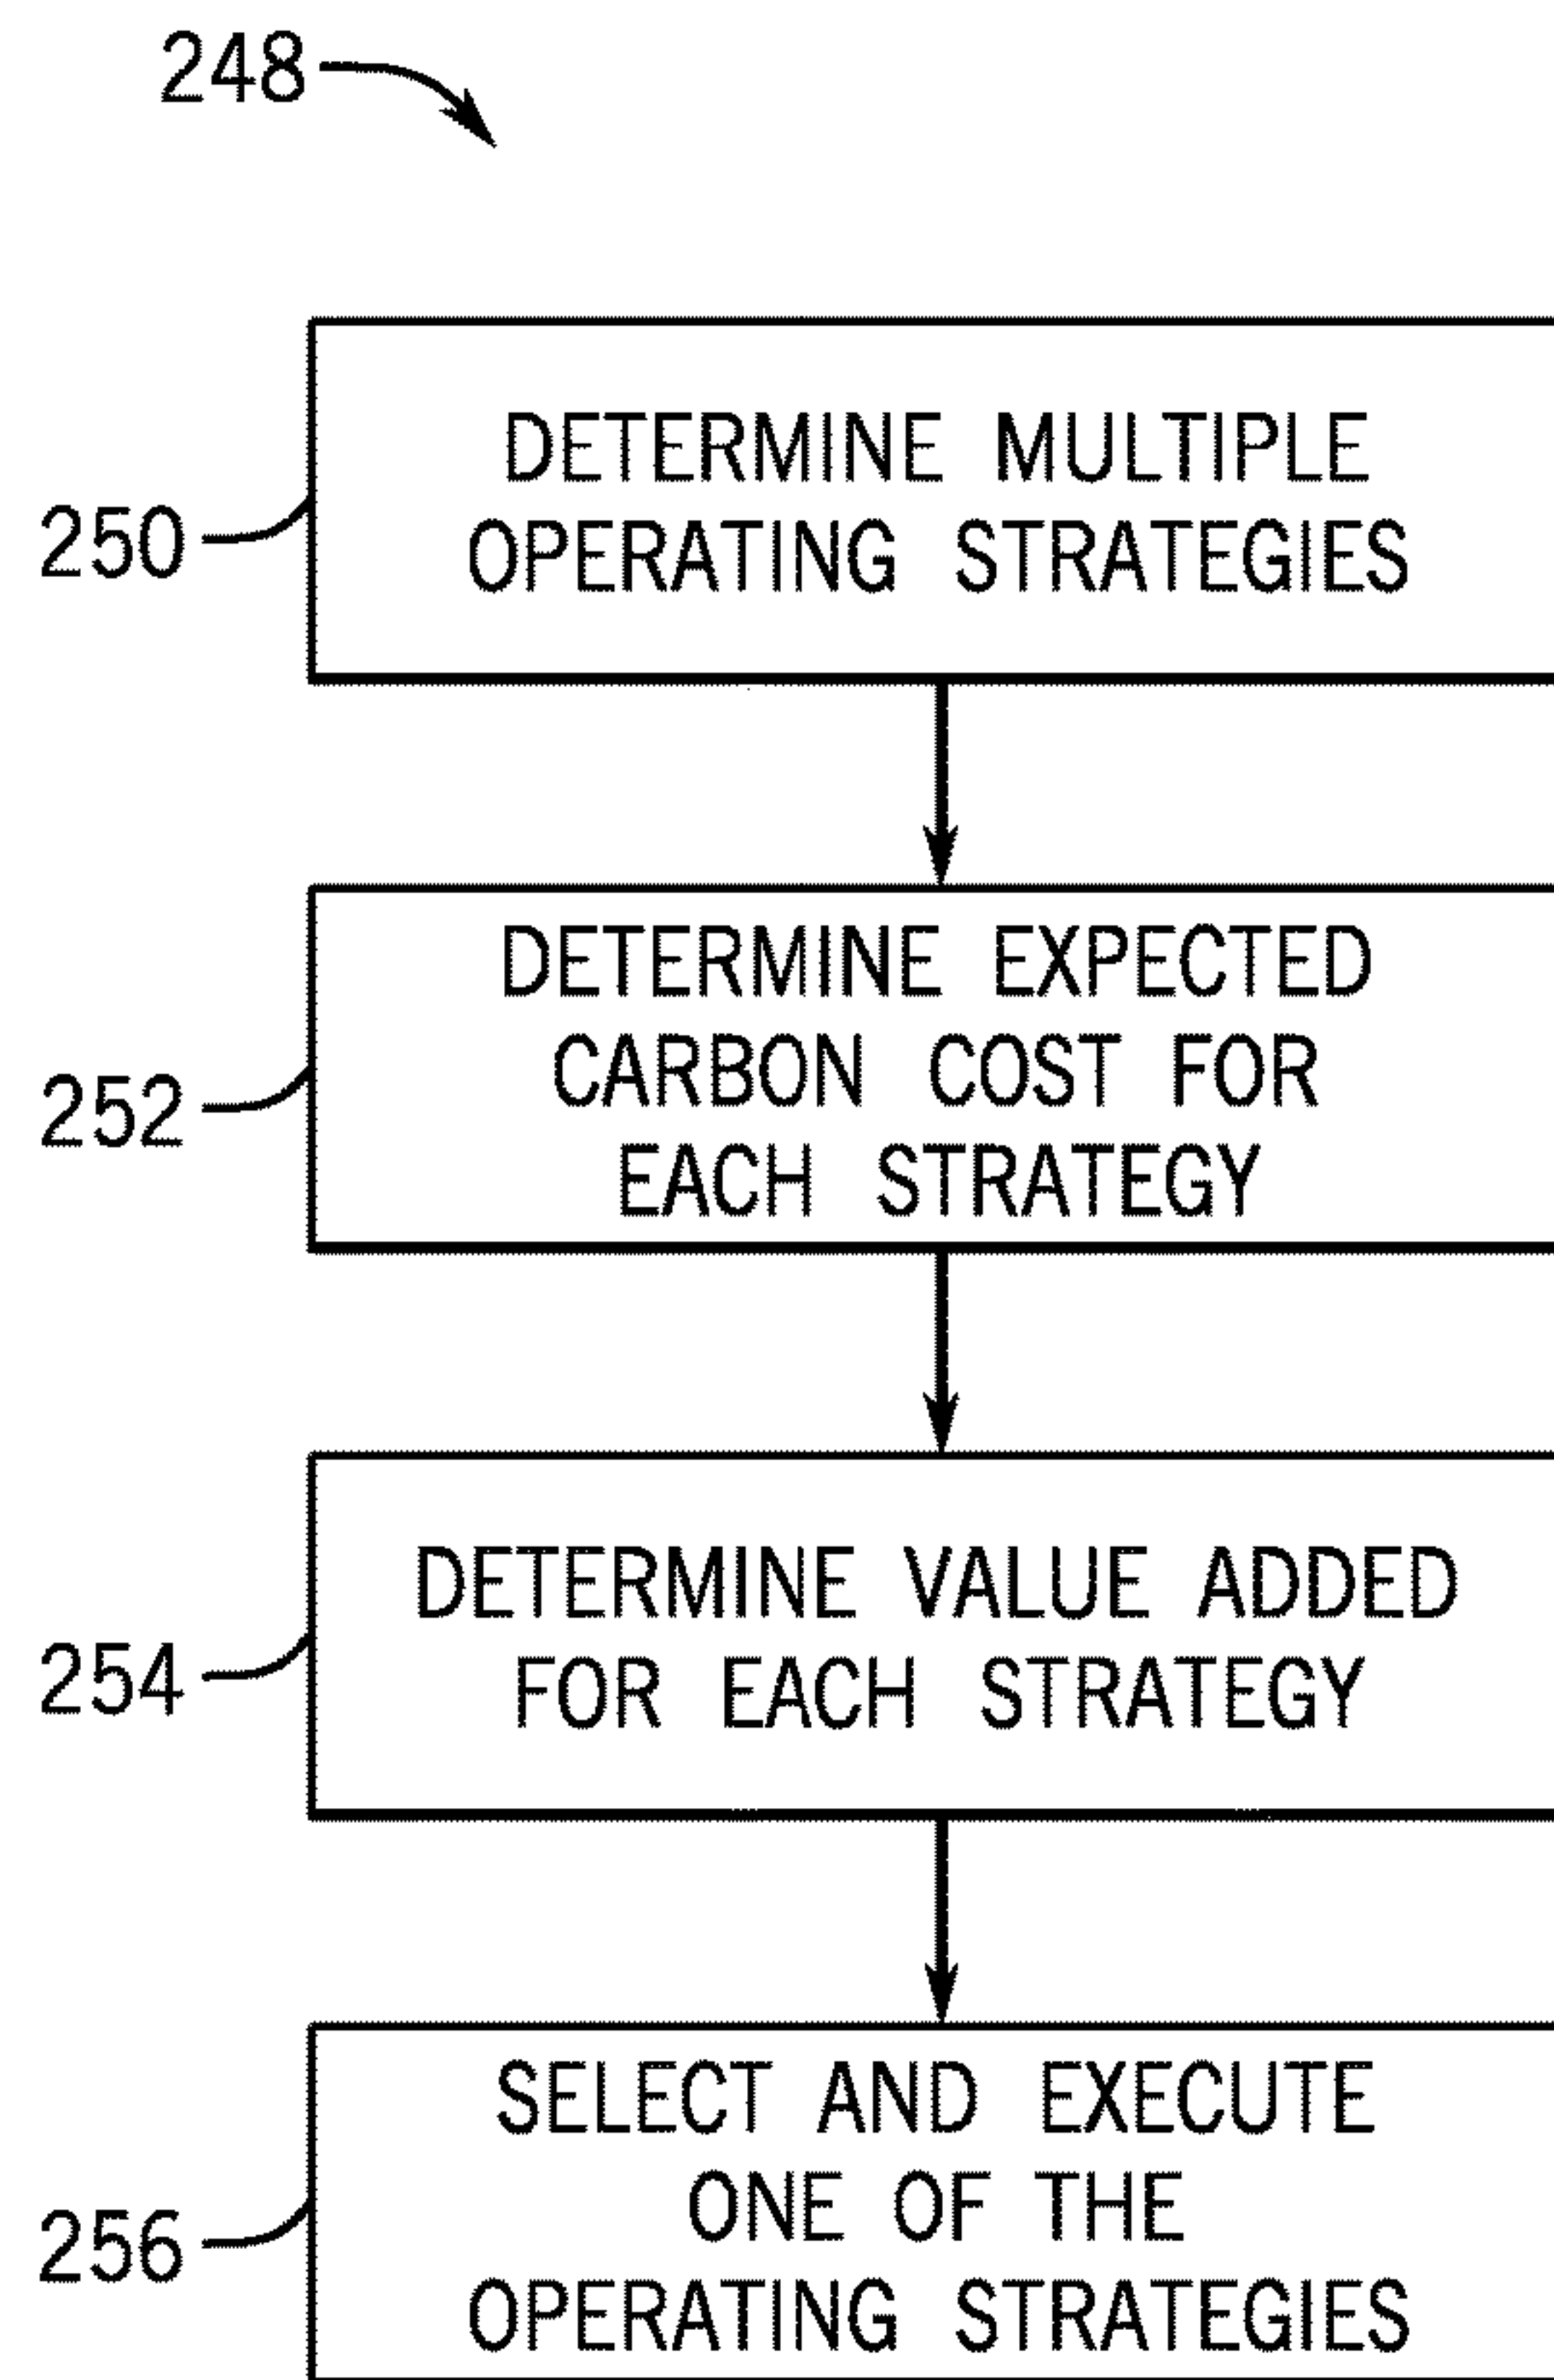 248
250
DETERMINE MULTIPLE
OPERATING STRATEGIES
252
DETERMINE EXPECTED
CARBON COST FOR
EACH STRATEGY
254
DETERMINE VALUE ADDED
FOR EACH STRATEGY
256
SELECT AND EXECUTE
ONE OF THE
OPERATING STRATEGIES